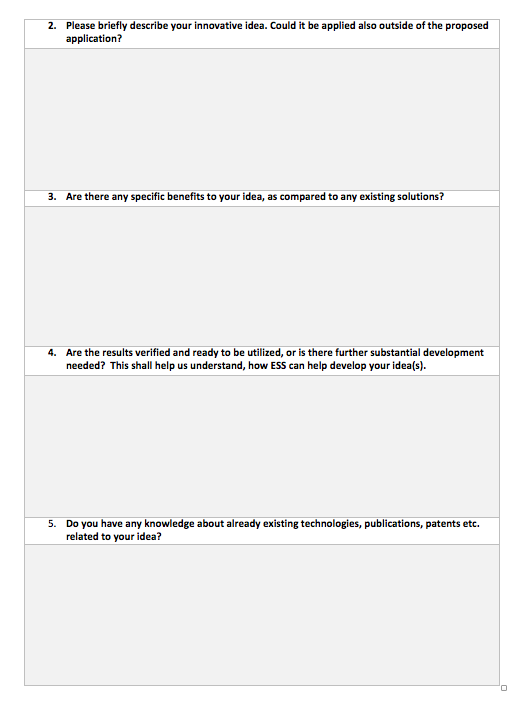 2. Please briefly describe your innovative idea. Could it be applied also outside of the proposed
application?
3. Are there any specific benefits to your idea, as compared to any existing solutions?
4. Are the results verified and ready to be utilized, or is there further substantial development
needed? This shall help us understand, how ESS can help develop your idea(s).
5. Do you have any knowledge about already existing technologies, publications, patents etc.
related to your idea?